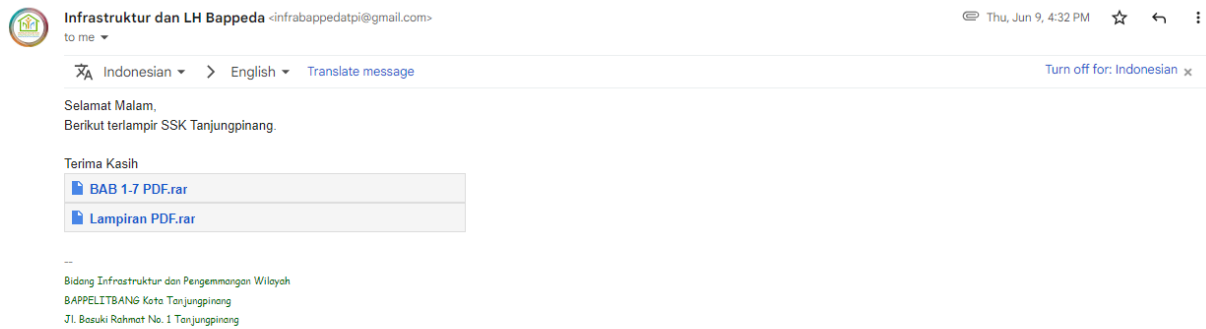 Infrastruktur dan LH Bappeda <infrabappedatpi@gmail.com>
Thu, Jun 9, 4:32 PM
to me
Indonesian > English Translate message
Turn off for: Indonesian x
Selamat Malam,
Berikut terlampir SSK Tanjungpinang.
Terima Kasih
BAB 1-7 PDF.rar
Lampiran PDF.rar
--
Bidang Infrastruktur dan Pengemmangan Wilayah
BAPPELITBANG Kota Tanjungpinang
Jl. Basuki Rahmat No. 1 Tanjungpinang